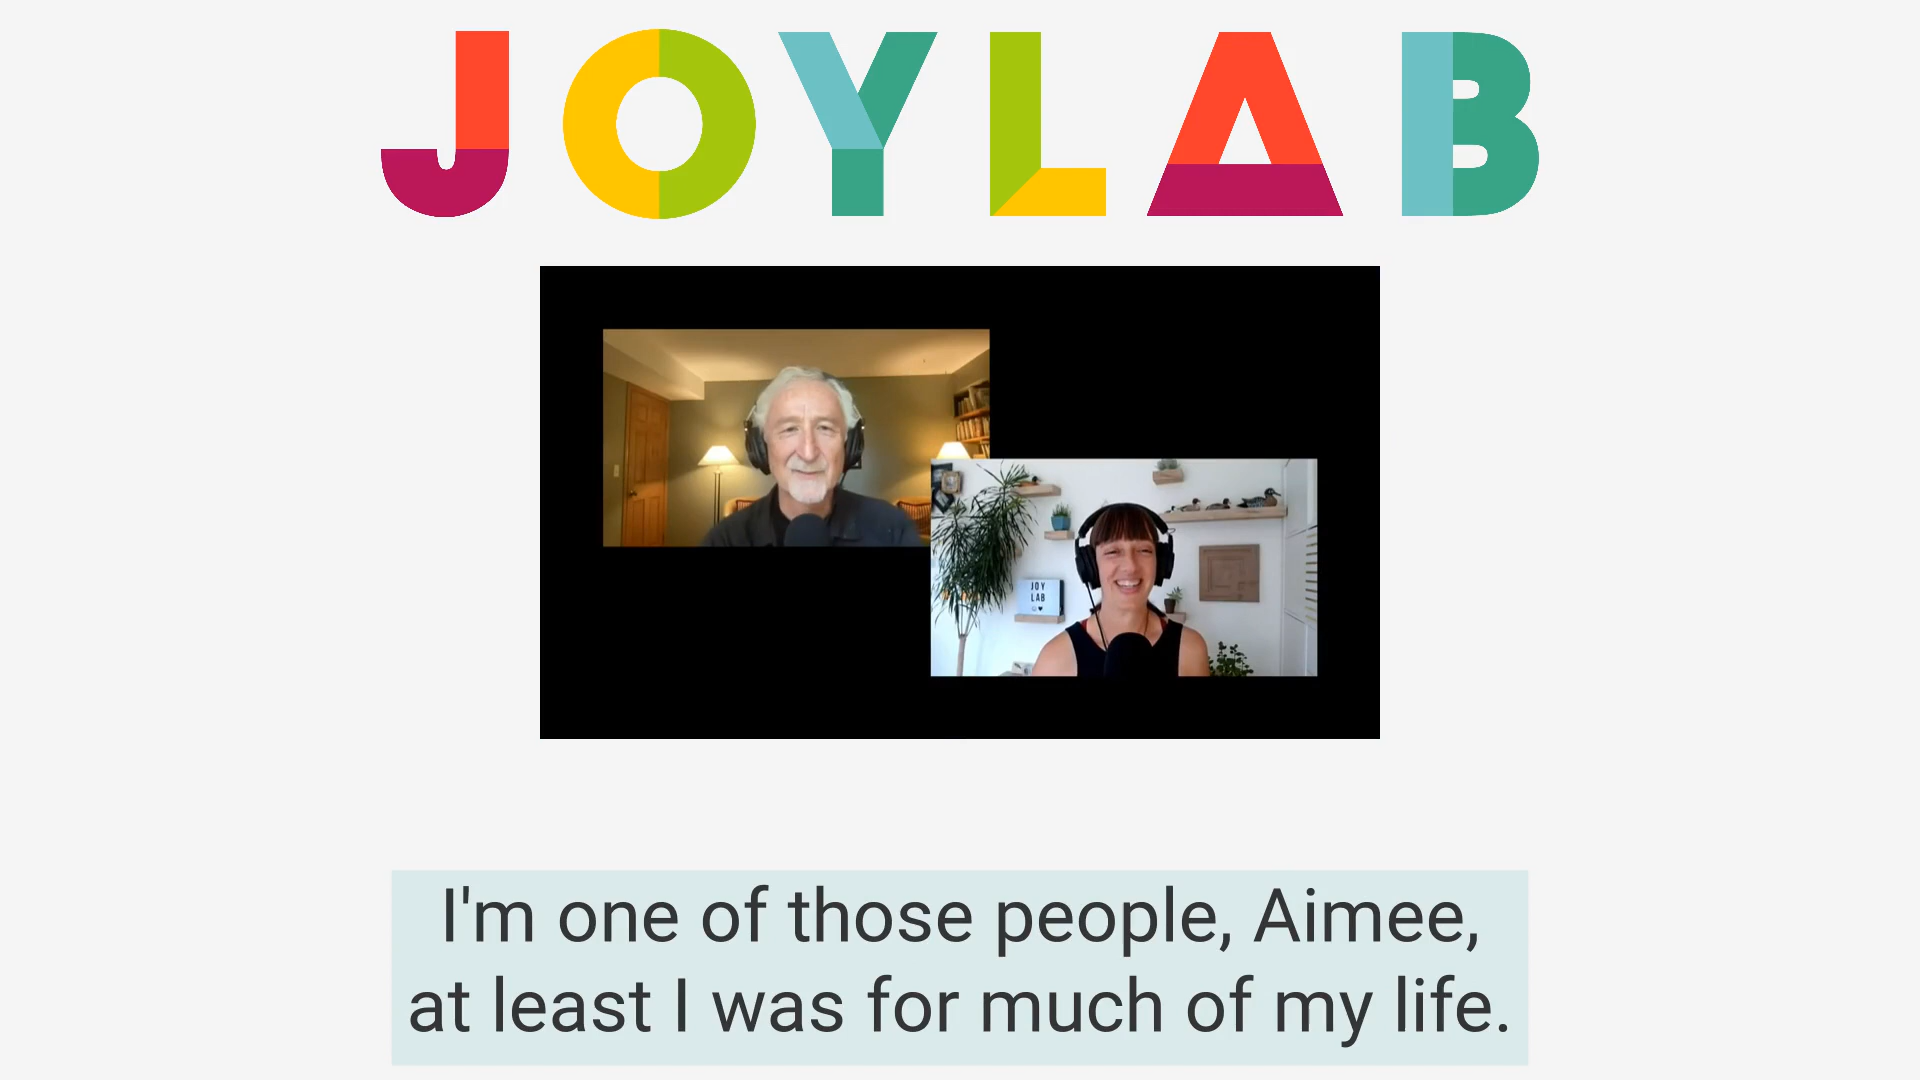 JOYLAB
JOY
LAB
I'm one of those people, Aimee,
at least I was for much of my life.